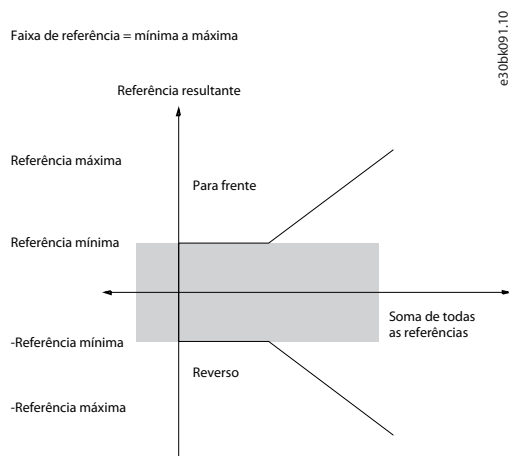 Faixa de referência = mínima a máxima
e30bk091.10
Referência resultante
Referência máxima
Para frente
Referência mínima
Soma de todas
as referências
-Referência mínima
Reverso
-Referência máxima